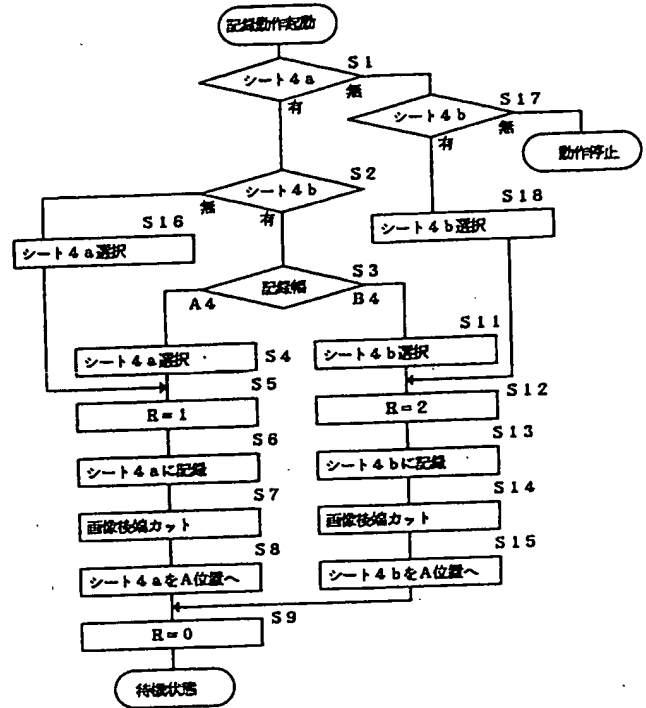 記録動作起動
S1
シート4a
無
有
S17
シート4b
無
有
動作停止
S2
シート4b
無
有
S16
シート4a選択
S18
シート4b選択
S3
記録幅
A4
B4
S4
シート4a選択
S11
シート4b選択
S5
R=1
S12
R=2
S6
シート4aに記録
S13
シート4bに記録
S7
画像後端カット
S14
画像後端カット
S8
シート4aをA位置へ
S15
シート4bをA位置へ
S9
R=0
待機状態